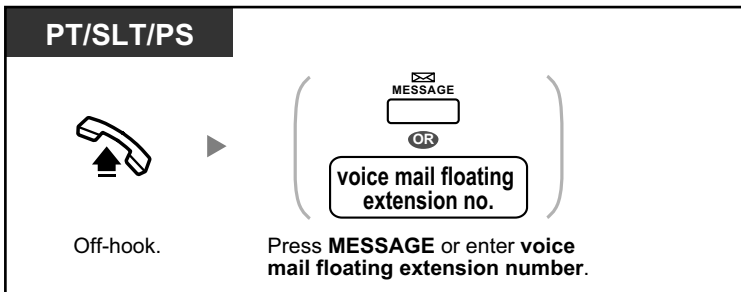 PT/SLT/PS
MESSAGE
OR
voice mail floating
extension no.
Off-hook.
Press MESSAGE or enter voice
mail floating extension number.